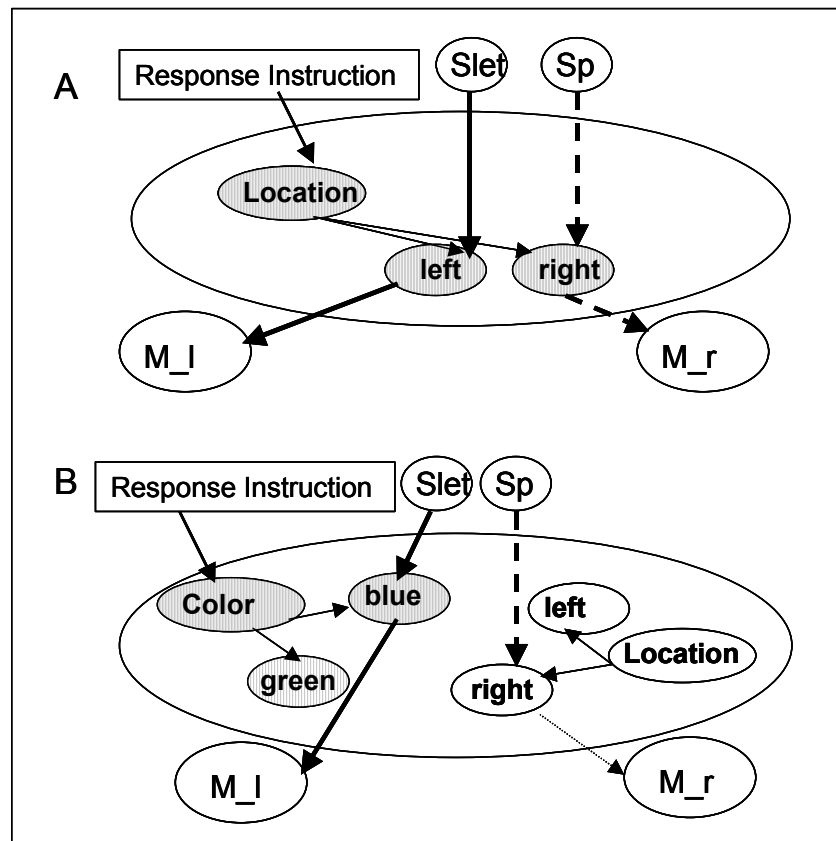 A
Response Instruction
Slet
Sp
Location
left
right
M_l
M_r
B
Response Instruction
Slet
Sp
Color
blue
left
Location
green
right
M_l
M_r